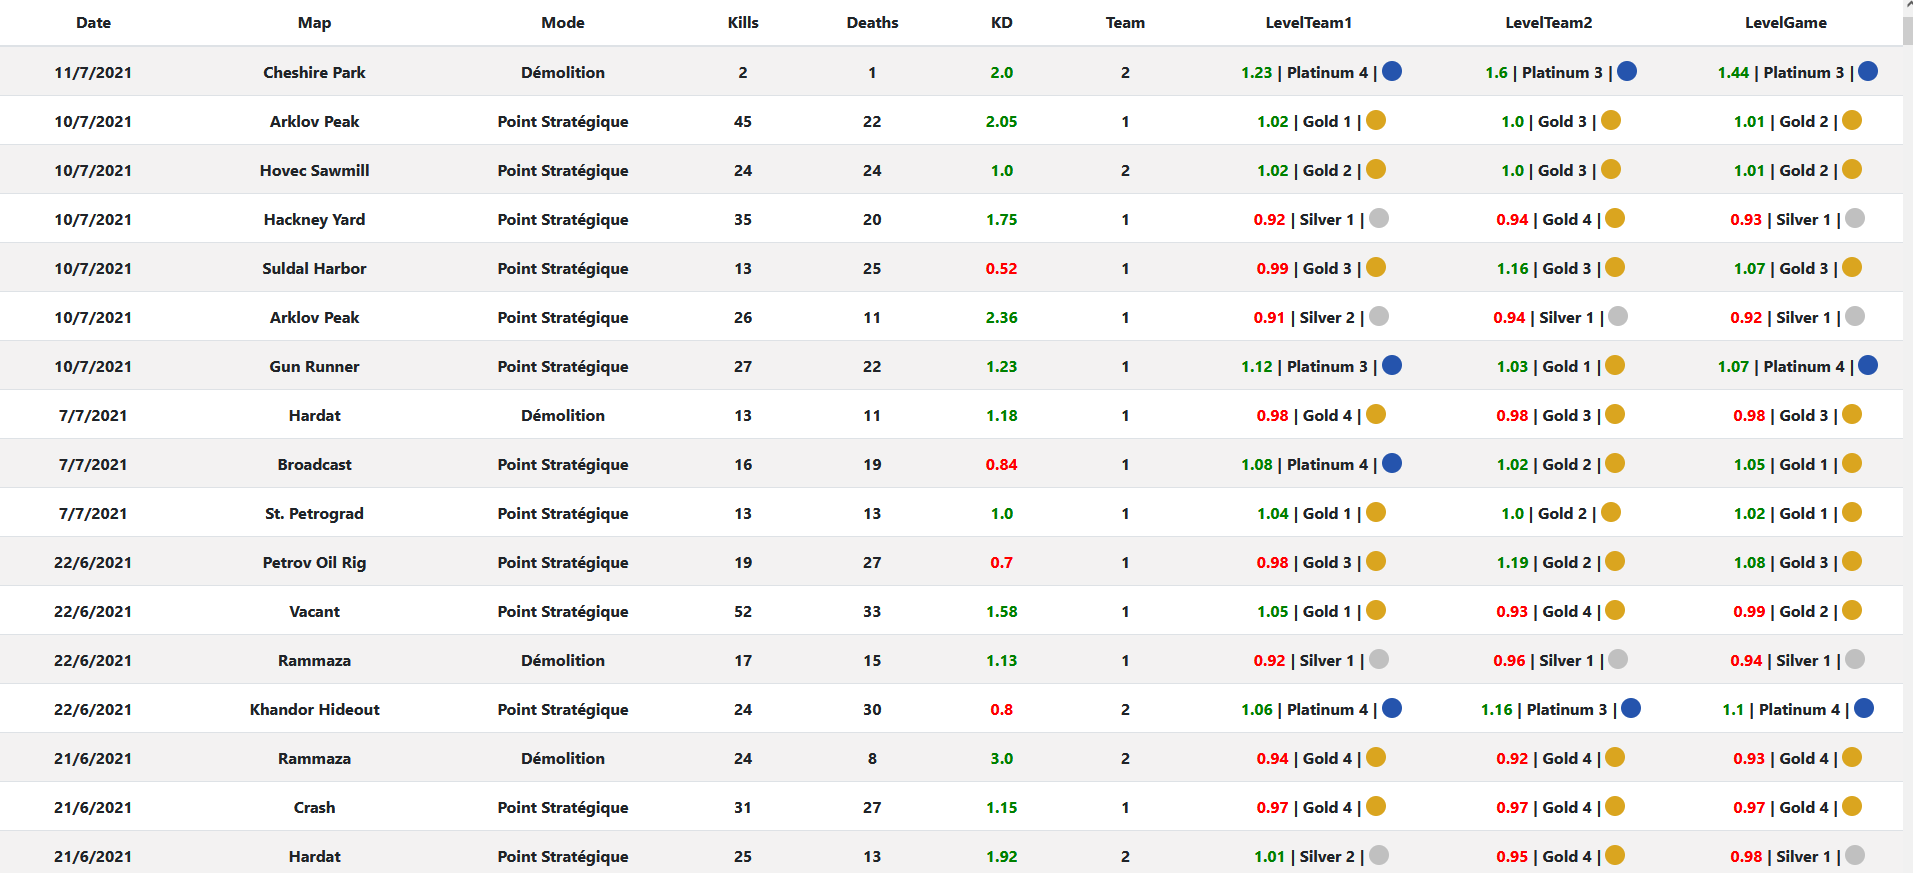 Date Map Mode Kills Deaths KD Team LevelTeam1 LevelTeam2 LevelGame
11/7/2021 Cheshire Park Démolition 2 1 2.0 2 1.23 | Platinum 4 | 1.6 | Platinum 3 | 1.44 | Platinum 3 |
10/7/2021 Arklov Peak Point Stratégique 45 22 2.05 1 1.02 | Gold 1 | 1.0 | Gold 3 | 1.01 | Gold 2 |
10/7/2021 Hovec Sawmill Point Stratégique 24 24 1.0 2 1.02 | Gold 2 | 1.0 | Gold 3 | 1.01 | Gold 2 |
10/7/2021 Hackney Yard Point Stratégique 35 20 1.75 1 0.92 | Silver 1 | 0.94 | Gold 4 | 0.93 | Silver 1 |
10/7/2021 Suldal Harbor Point Stratégique 13 25 0.52 1 0.99 | Gold 3 | 1.16 | Gold 3 | 1.07 | Gold 3 |
10/7/2021 Arklov Peak Point Stratégique 26 11 2.36 1 0.91 | Silver 2 | 0.94 | Silver 1 | 0.92 | Silver 1 |
10/7/2021 Gun Runner Point Stratégique 27 22 1.23 1 1.12 | Platinum 3 | 1.03 | Gold 1 | 1.07 | Platinum 4 |
7/7/2021 Hardat Démolition 13 11 1.18 1 0.98 | Gold 4 | 0.98 | Gold 3 | 0.98 | Gold 3 |
7/7/2021 Broadcast Point Stratégique 16 19 0.84 1 1.08 | Platinum 4 | 1.02 | Gold 2 | 1.05 | Gold 1 |
7/7/2021 St. Petrograd Point Stratégique 13 13 1.0 1 1.04 | Gold 1 | 1.0 | Gold 2 | 1.02 | Gold 1 |
22/6/2021 Petrov Oil Rig Point Stratégique 19 27 0.7 1 0.98 | Gold 3 | 1.19 | Gold 2 | 1.08 | Gold 3 |
22/6/2021 Vacant Point Stratégique 52 33 1.58 1 1.05 | Gold 1 | 0.93 | Gold 4 | 0.99 | Gold 2 |
22/6/2021 Rammaza Démolition 17 15 1.13 1 0.92 | Silver 1 | 0.96 | Silver 1 | 0.94 | Silver 1 |
22/6/2021 Khandor Hideout Point Stratégique 24 30 0.8 2 1.06 | Platinum 4 | 1.16 | Platinum 3 | 1.1 | Platinum 4 |
21/6/2021 Rammaza Démolition 24 8 3.0 2 0.94 | Gold 4 | 0.92 | Gold 4 | 0.93 | Gold 4 |
21/6/2021 Crash Point Stratégique 31 27 1.15 1 0.97 | Gold 4 | 0.97 | Gold 4 | 0.97 | Gold 4 |
21/6/2021 Hardat Point Stratégique 25 13 1.92 2 1.01 | Silver 2 | 0.95 | Gold 4 | 0.98 | Silver 1 |